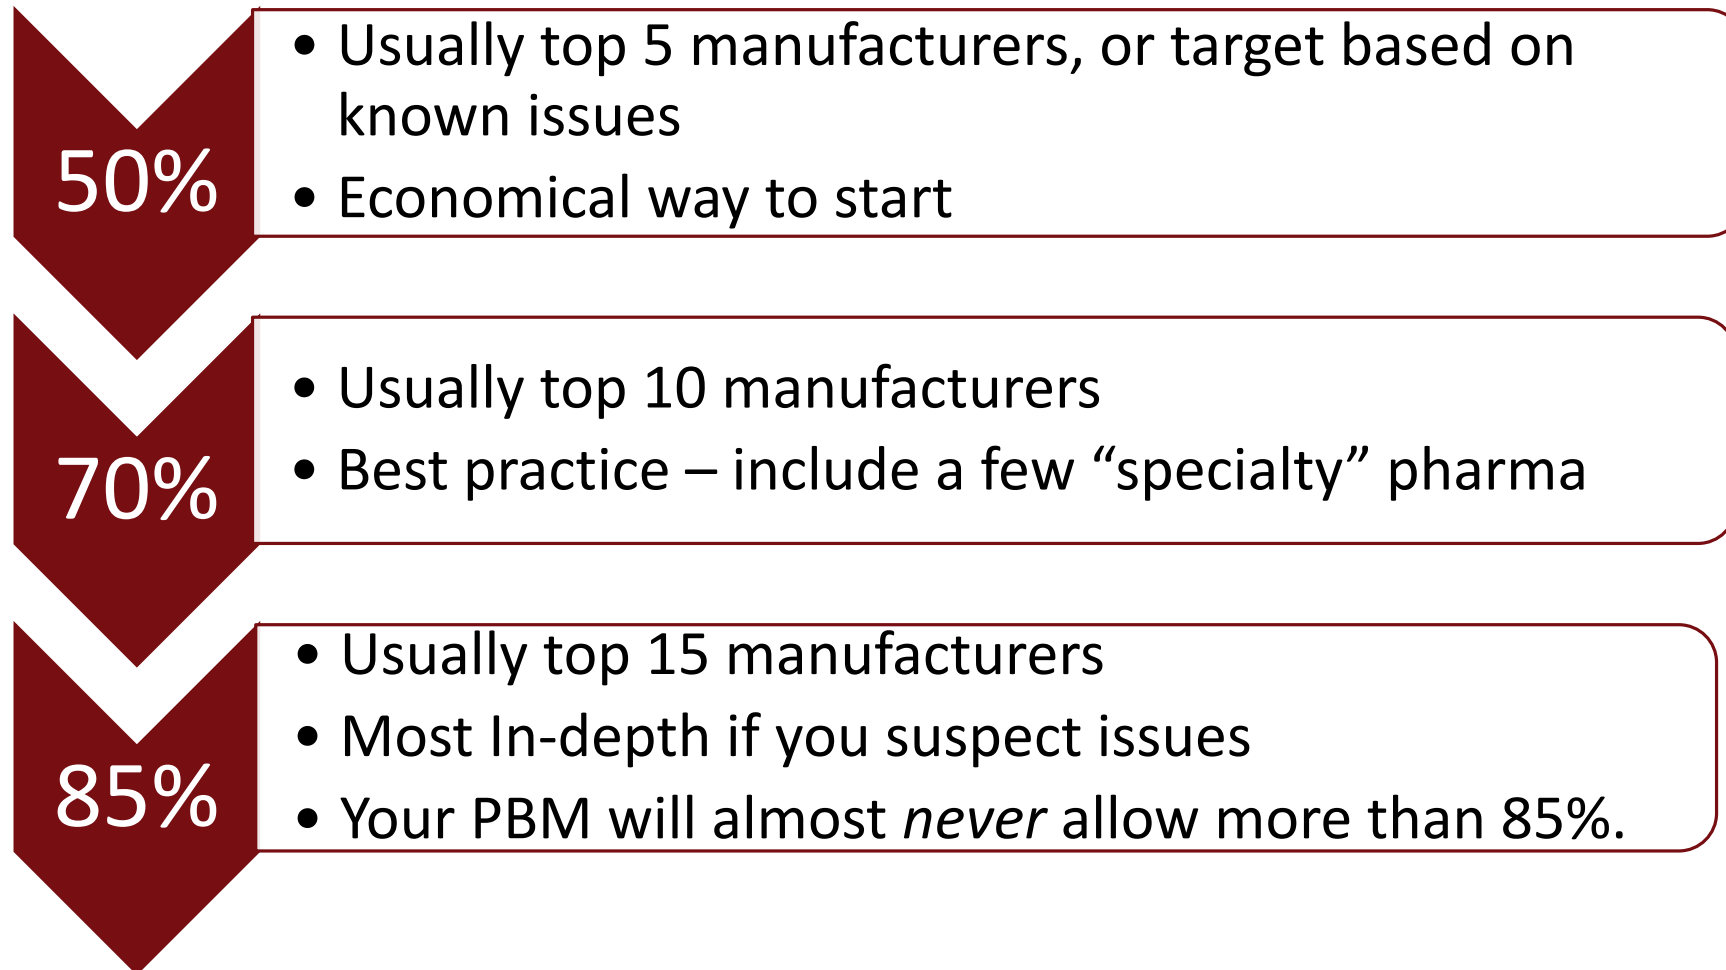 50%
• Usually top 5 manufacturers, or target based on
known issues
• Economical way to start
70%
• Usually top 10 manufacturers
• Best practice – include a few “specialty” pharma
85%
• Usually top 15 manufacturers
• Most In-depth if you suspect issues
• Your PBM will almost never allow more than 85%.